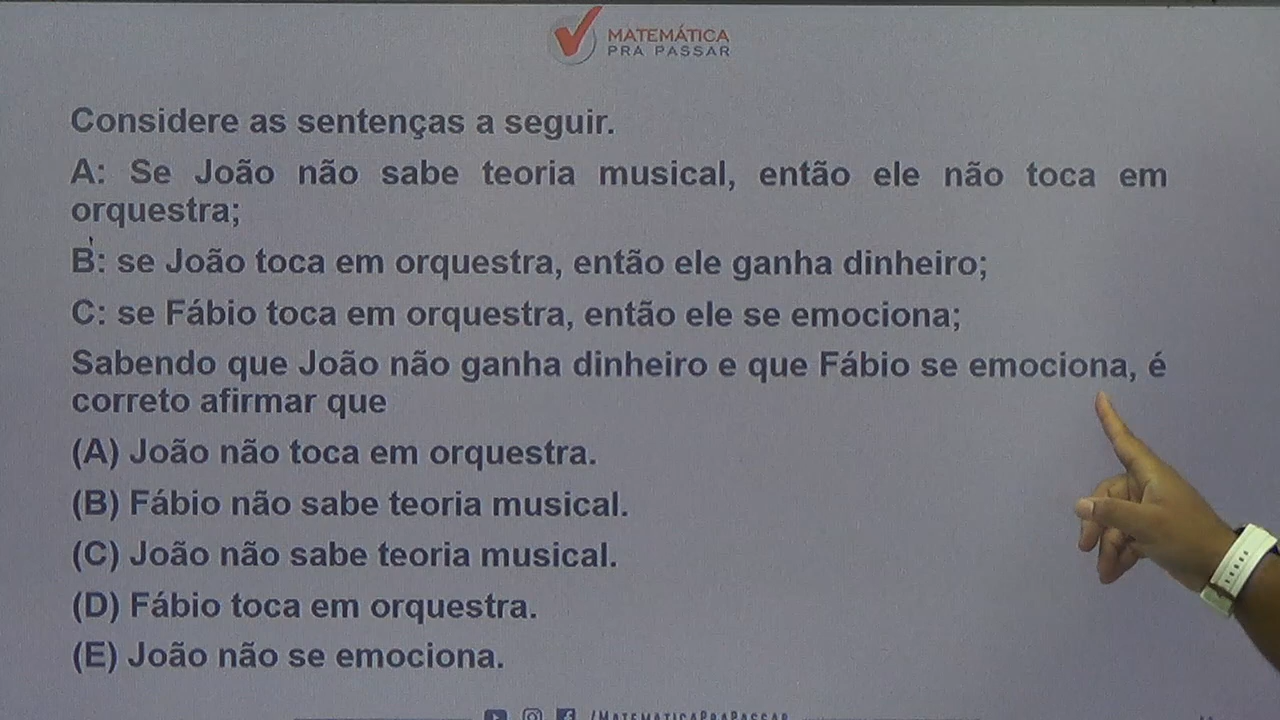 MATEMÁTICA
PRA PASSAR
Considere as sentenças a seguir.
A: Se João não sabe teoria musical, então ele não toca em
orquestra;
B: se João toca em orquestra, então ele ganha dinheiro;
C: se Fábio toca em orquestra, então ele se emociona;
Sabendo que João não ganha dinheiro e que Fábio se emociona, é
correto afirmar que
(A) João não toca em orquestra.
(B) Fábio não sabe teoria musical.
(C) João não sabe teoria musical.
(D) Fábio toca em orquestra.
(E) João não se emociona.
/MATEMATICAPRAPASSAR